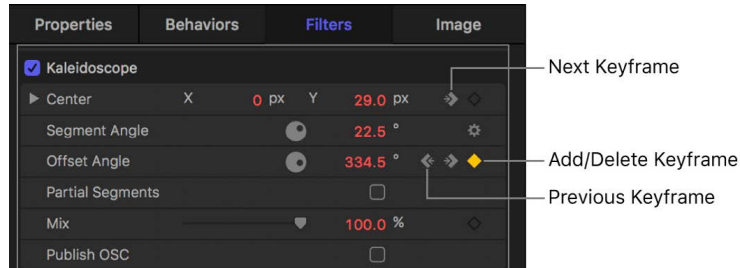 Properties Behaviors Filters Image
Kaleidoscope
Next Keyframe
Center X 0 px Y 29.0 px
Segment Angle 22.5 °
Offset Angle 334.5 °
Add/Delete Keyframe
Partial Segments
Previous Keyframe
Mix 100.0 %
Publish OSC